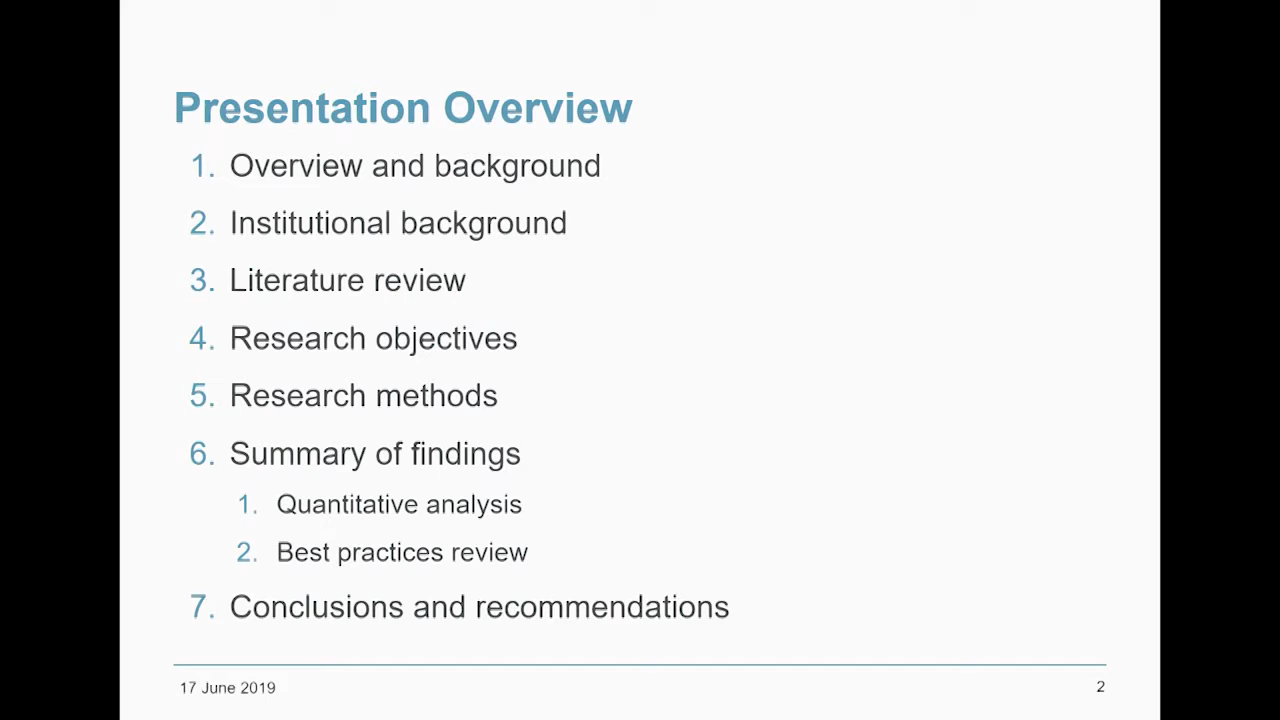 Presentation Overview
1. Overview and background
2. Institutional background
3. Literature review
4. Research objectives
5. Research methods
6. Summary of findings
1. Quantitative analysis
2. Best practices review
7. Conclusions and recommendations
17 June 2019
2